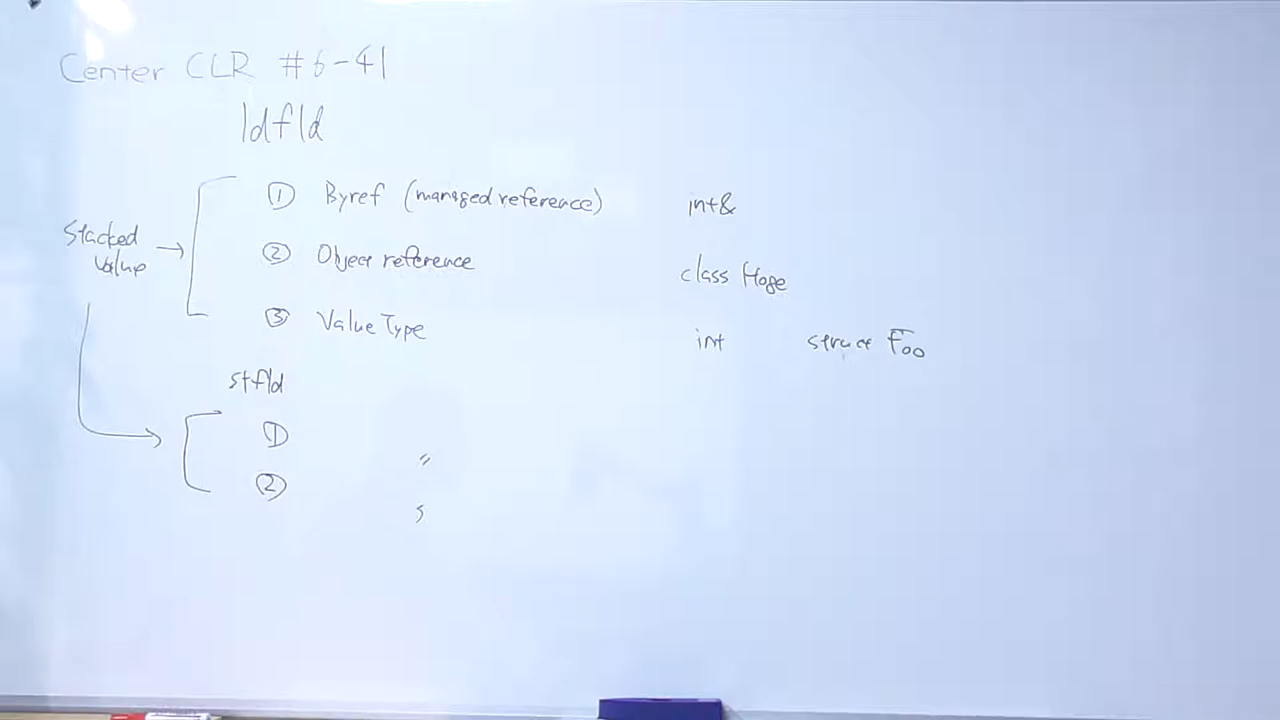 Center CLR #6-41
ldfld
Stacked value →
① Byref (managed reference) int&
② Object reference class Hoge
③ Value Type int struct Foo
stfld
① 〃
② 〃